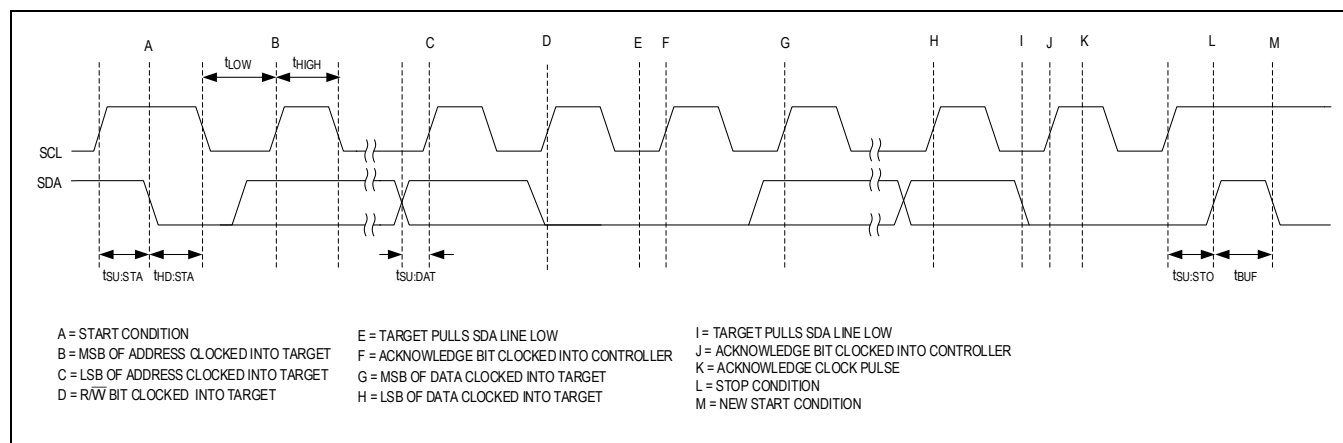 A B C D E F G H I J K L M
tLOW tHIGH
SCL
SDA
tSU:STA tHD:STA tSU:DAT tSU:STO tBUF
A = START CONDITION
B = MSB OF ADDRESS CLOCKED INTO TARGET
C = LSB OF ADDRESS CLOCKED INTO TARGET
D = R/W̅ BIT CLOCKED INTO TARGET
E = TARGET PULLS SDA LINE LOW
F = ACKNOWLEDGE BIT CLOCKED INTO CONTROLLER
G = MSB OF DATA CLOCKED INTO TARGET
H = LSB OF DATA CLOCKED INTO TARGET
I = TARGET PULLS SDA LINE LOW
J = ACKNOWLEDGE BIT CLOCKED INTO CONTROLLER
K = ACKNOWLEDGE CLOCK PULSE
L = STOP CONDITION
M = NEW START CONDITION